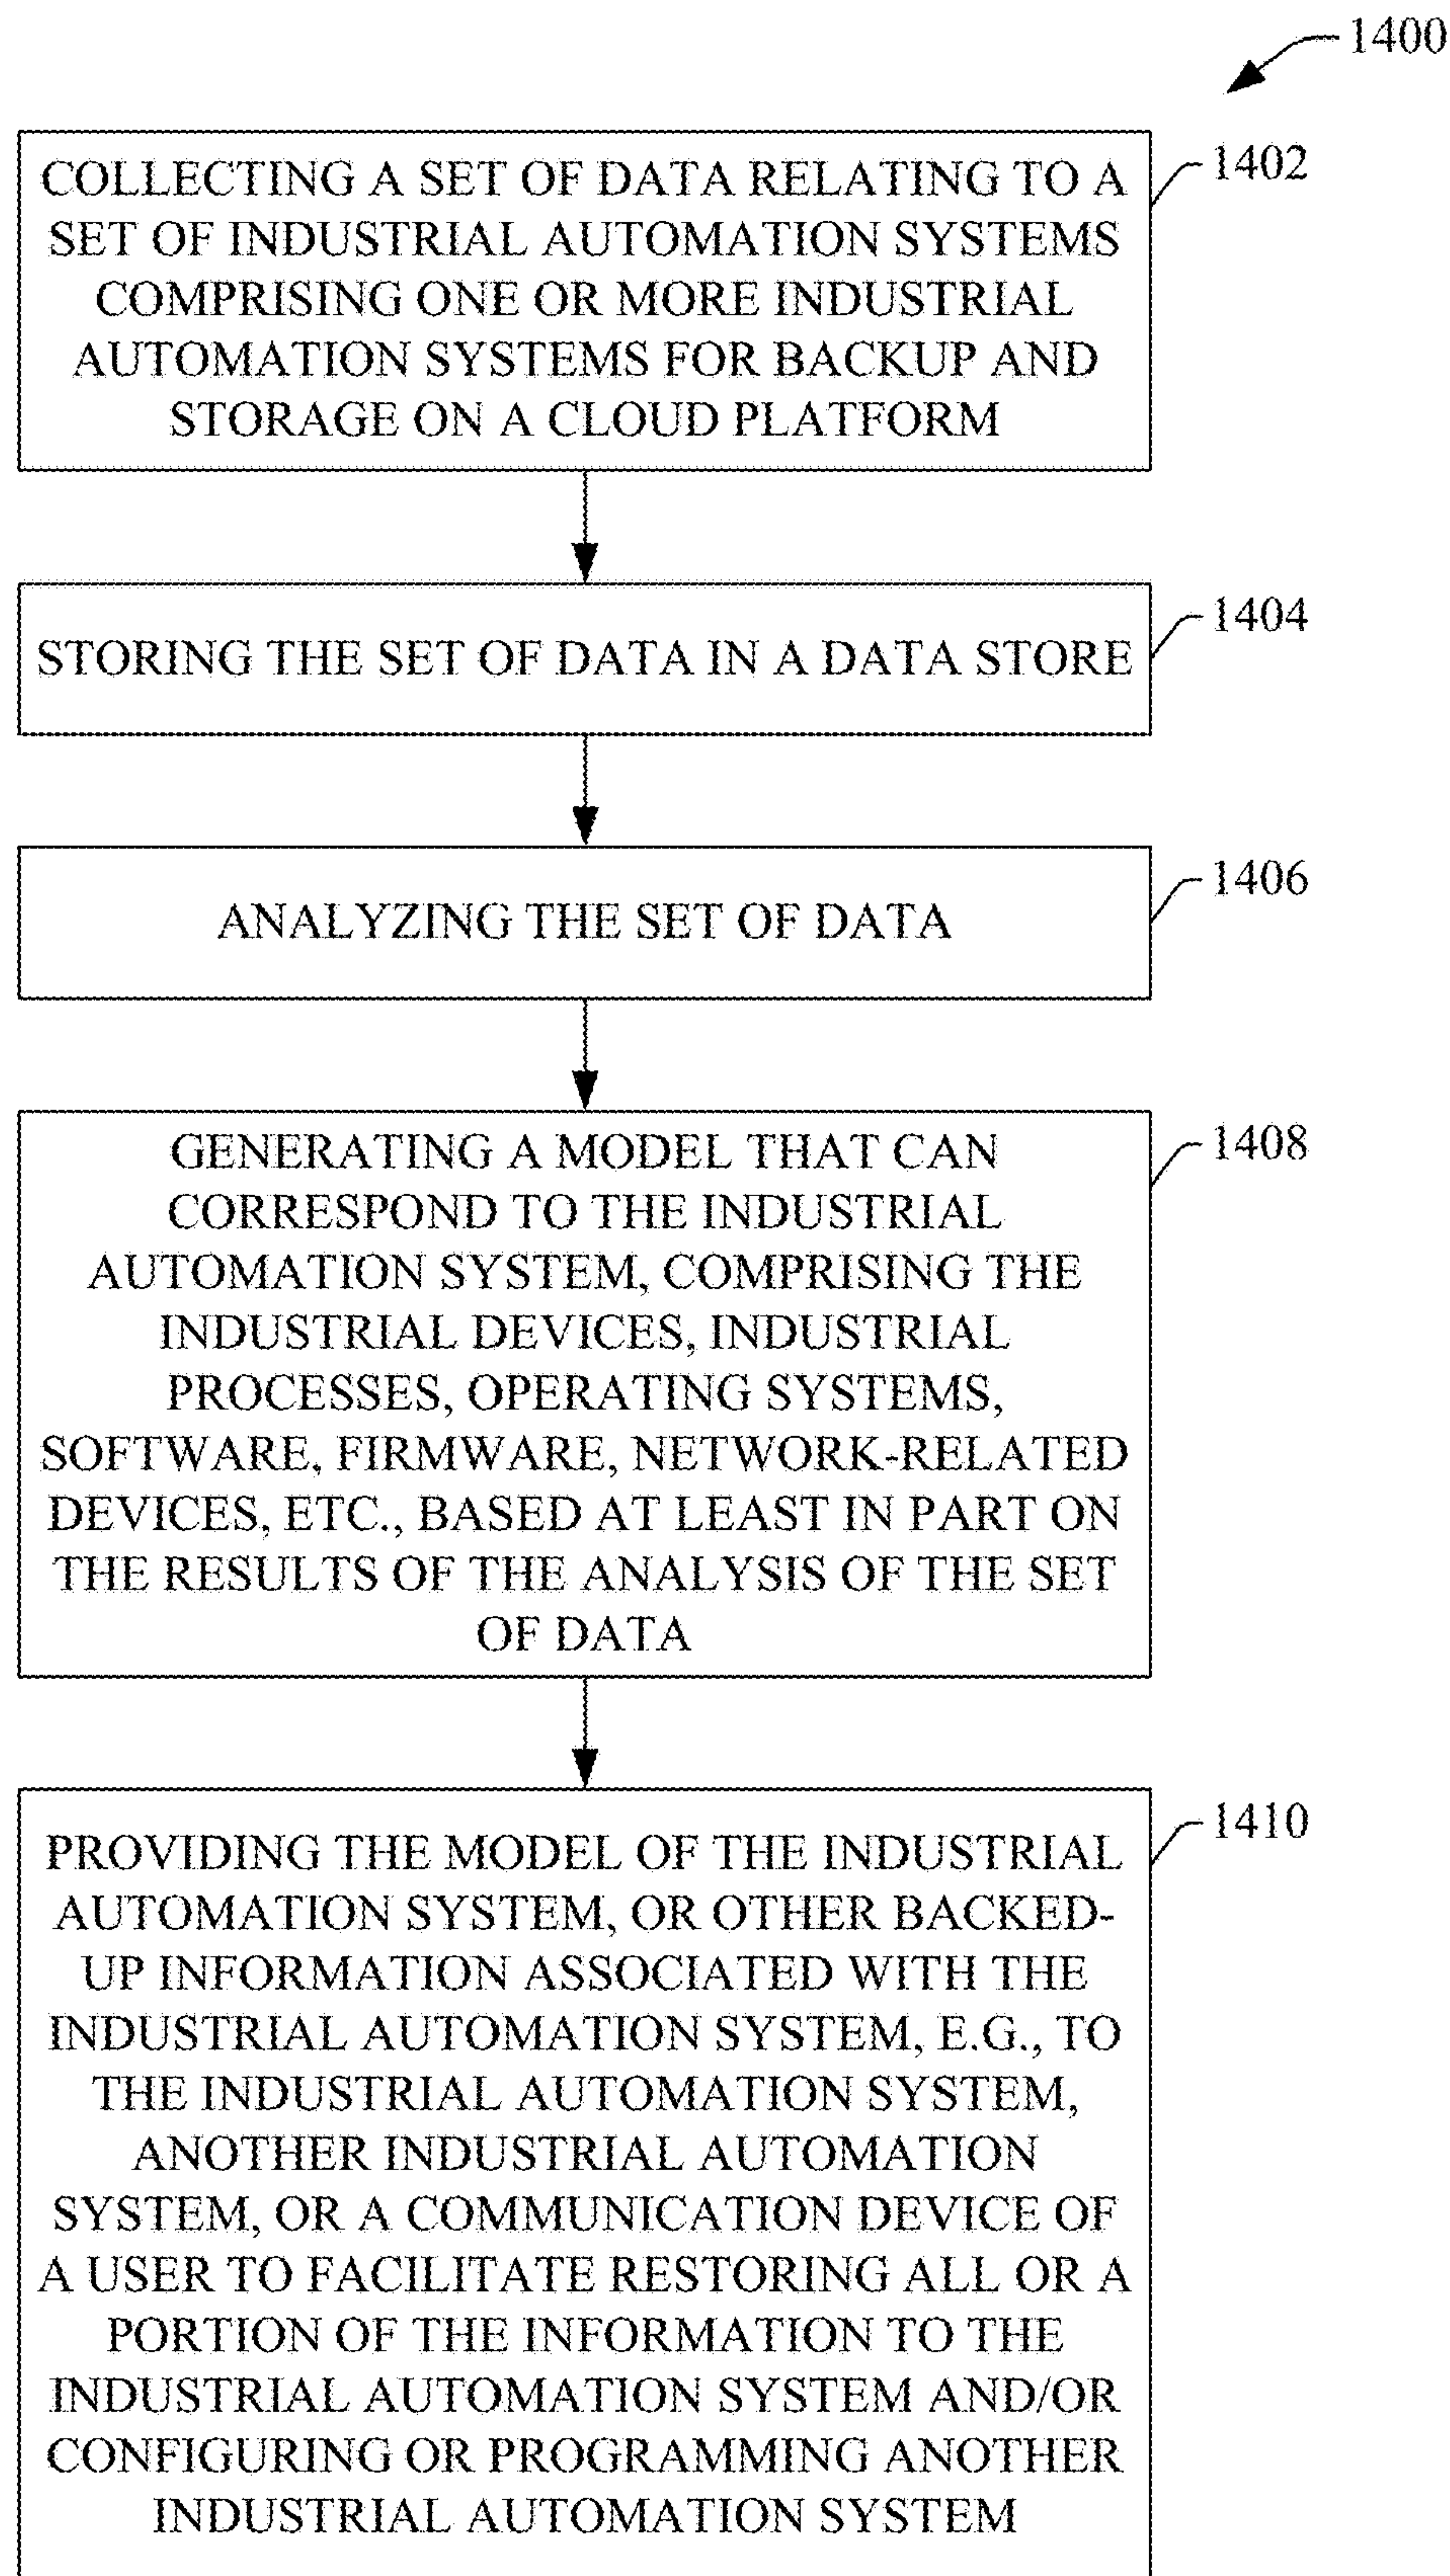 1400
1402
COLLECTING A SET OF DATA RELATING TO A
SET OF INDUSTRIAL AUTOMATION SYSTEMS
COMPRISING ONE OR MORE INDUSTRIAL
AUTOMATION SYSTEMS FOR BACKUP AND
STORAGE ON A CLOUD PLATFORM
1404
STORING THE SET OF DATA IN A DATA STORE
1406
ANALYZING THE SET OF DATA
1408
GENERATING A MODEL THAT CAN
CORRESPOND TO THE INDUSTRIAL
AUTOMATION SYSTEM, COMPRISING THE
INDUSTRIAL DEVICES, INDUSTRIAL
PROCESSES, OPERATING SYSTEMS,
SOFTWARE, FIRMWARE, NETWORK-RELATED
DEVICES, ETC., BASED AT LEAST IN PART ON
THE RESULTS OF THE ANALYSIS OF THE SET
OF DATA
1410
PROVIDING THE MODEL OF THE INDUSTRIAL
AUTOMATION SYSTEM, OR OTHER BACKED-
UP INFORMATION ASSOCIATED WITH THE
INDUSTRIAL AUTOMATION SYSTEM, E.G., TO
THE INDUSTRIAL AUTOMATION SYSTEM,
ANOTHER INDUSTRIAL AUTOMATION
SYSTEM, OR A COMMUNICATION DEVICE OF
A USER TO FACILITATE RESTORING ALL OR A
PORTION OF THE INFORMATION TO THE
INDUSTRIAL AUTOMATION SYSTEM AND/OR
CONFIGURING OR PROGRAMMING ANOTHER
INDUSTRIAL AUTOMATION SYSTEM